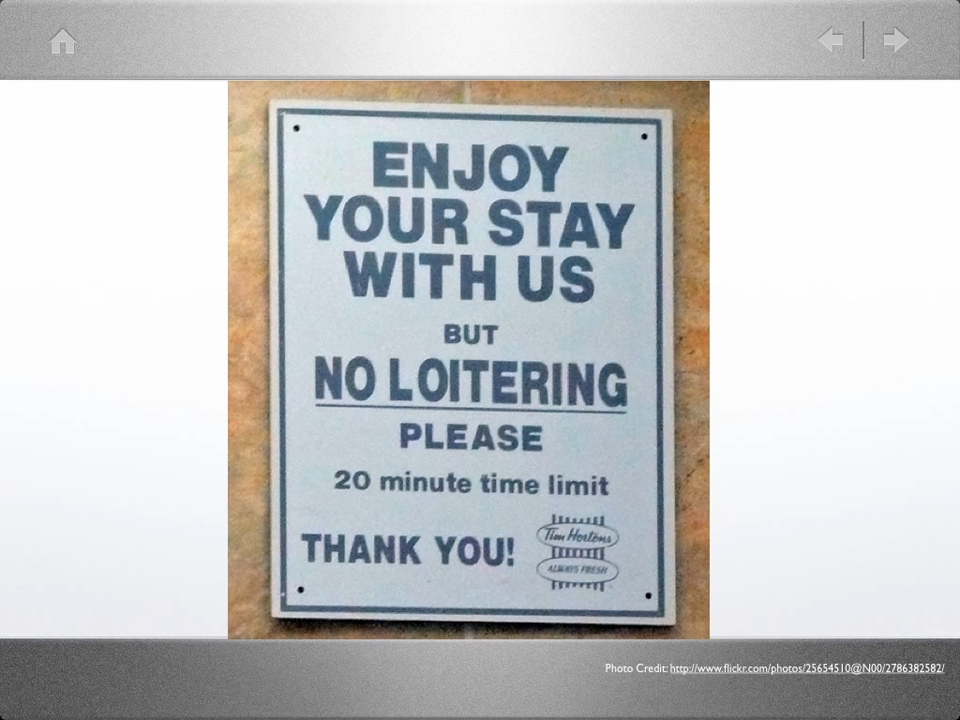 ENJOY
YOUR STAY
WITH US
BUT
NO LOITERING
PLEASE
20 minute time limit
THANK YOU!
Tim Hortons
ALWAYS FRESH
Photo Credit: http://www.flickr.com/photos/25654510@N00/2786382582/